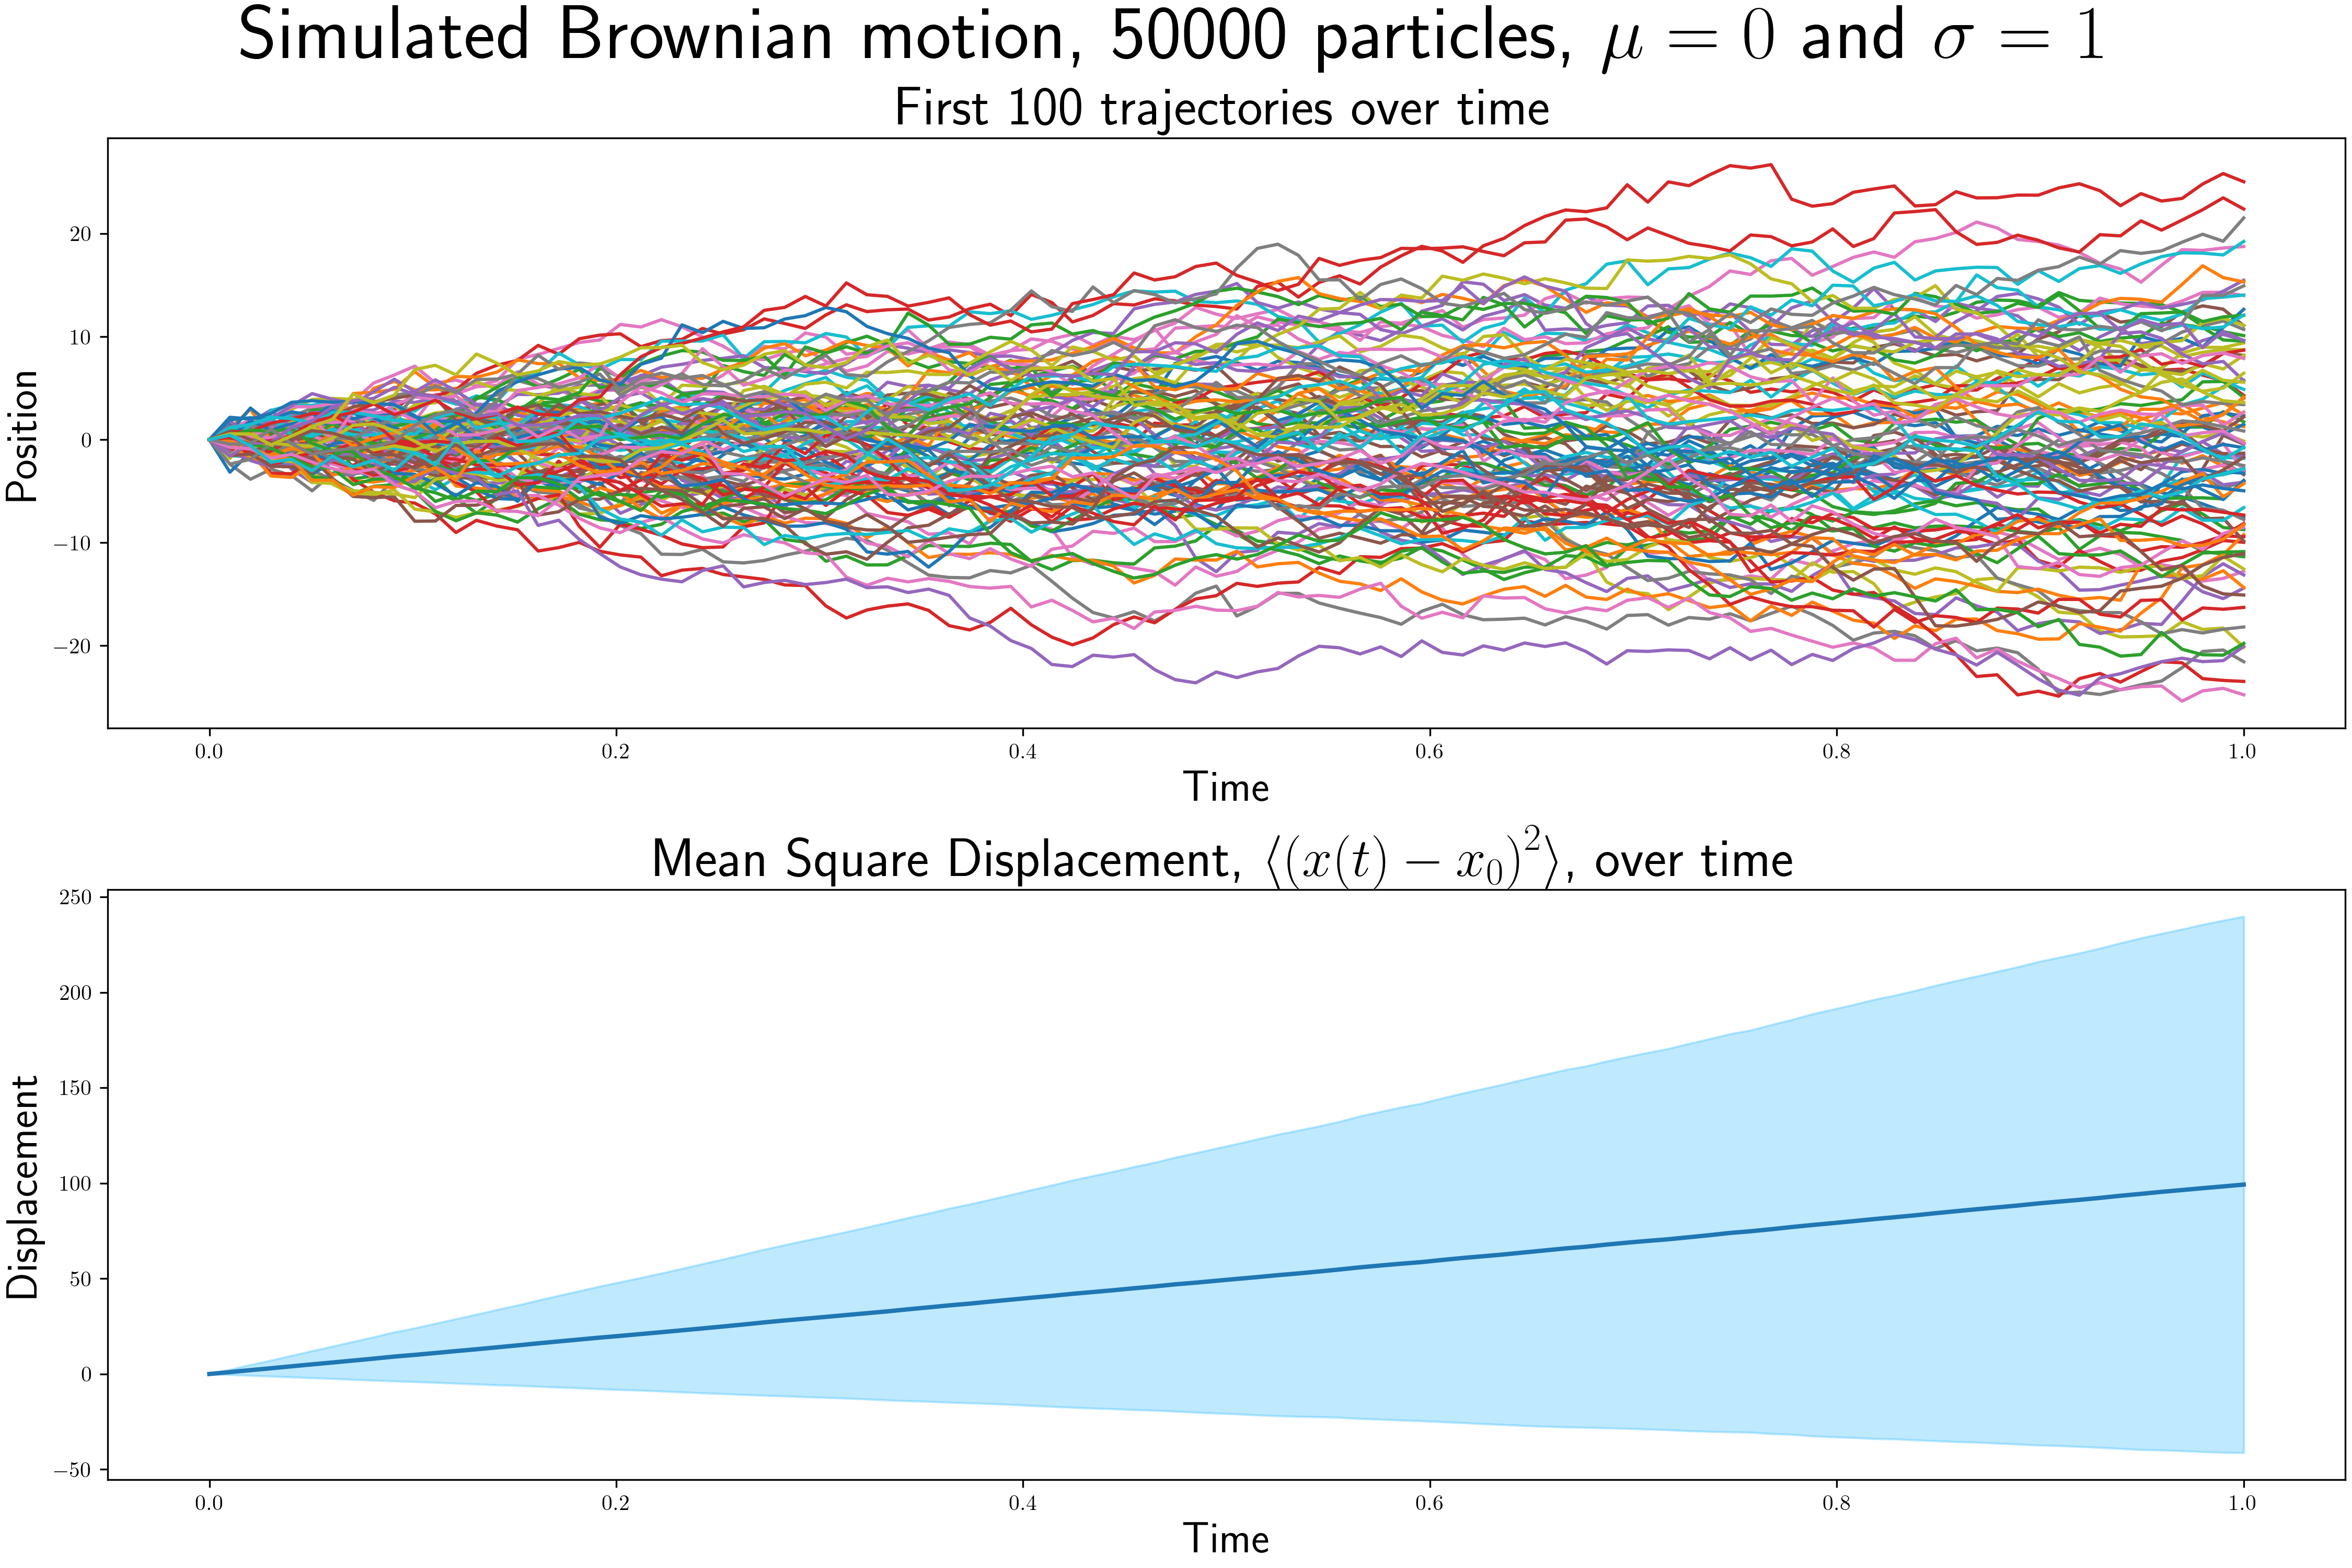 Simulated Brownian motion, 50000 particles, μ = 0 and σ = 1
First 100 trajectories over time
Position
20
10
0
−10
−20
0.0 0.2 0.4 0.6 0.8 1.0
Time
Mean Square Displacement, ⟨(x(t) − x₀)²⟩, over time
Displacement
250
200
150
100
50
0
−50
0.0 0.2 0.4 0.6 0.8 1.0
Time